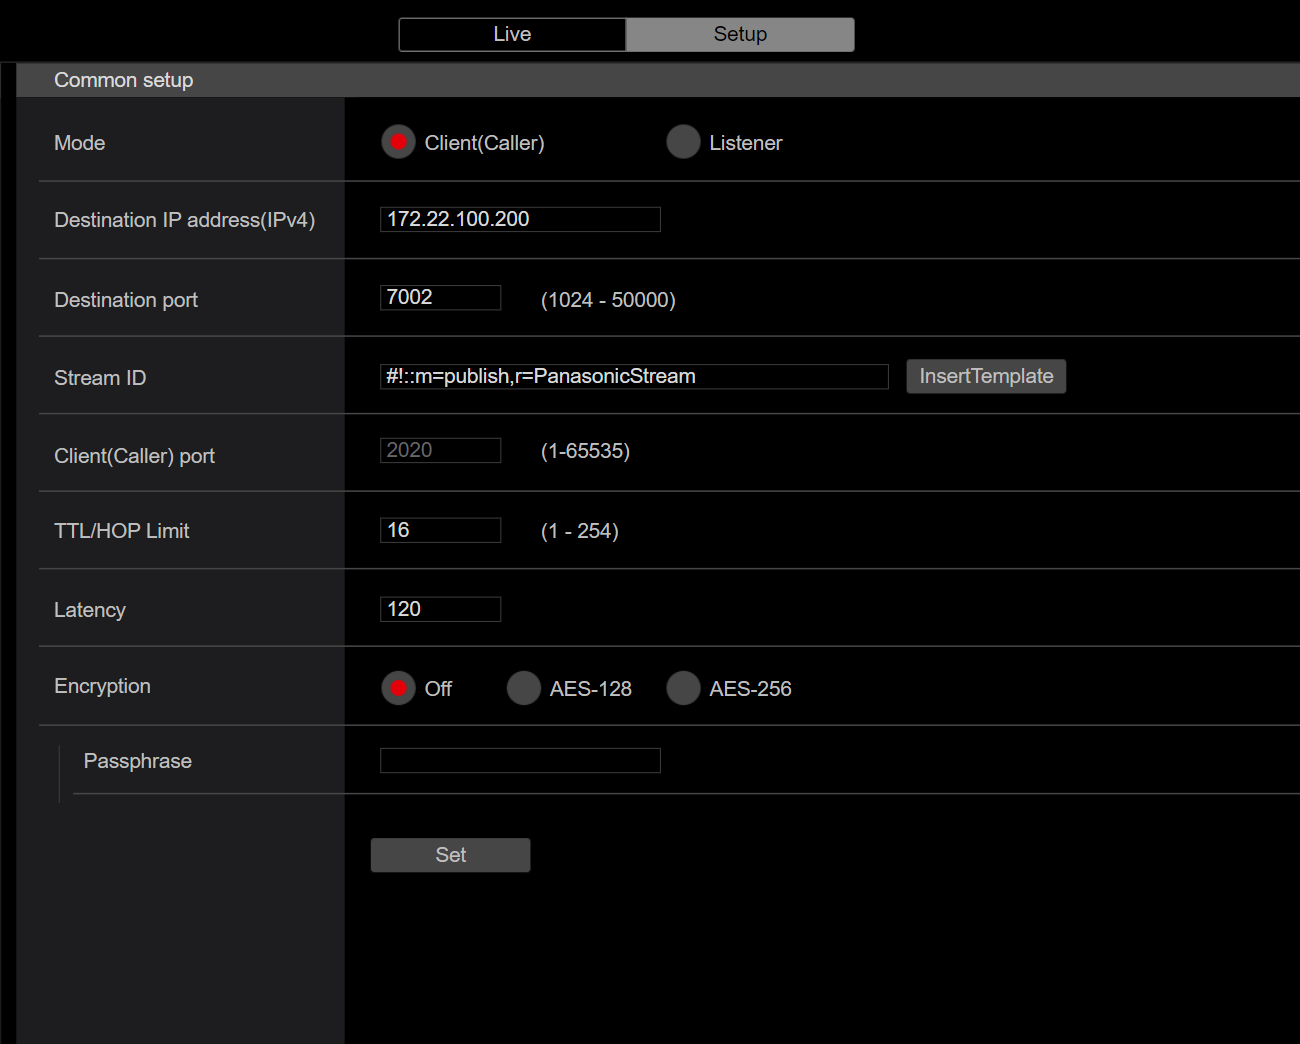 Live Setup
Common setup
Mode Client(Caller) Listener
Destination IP address(IPv4) 172.22.100.200
Destination port 7002 (1024 - 50000)
Stream ID #!::m=publish,r=PanasonicStream InsertTemplate
Client(Caller) port 2020 (1-65535)
TTL/HOP Limit 16 (1 - 254)
Latency 120
Encryption Off AES-128 AES-256
Passphrase
Set